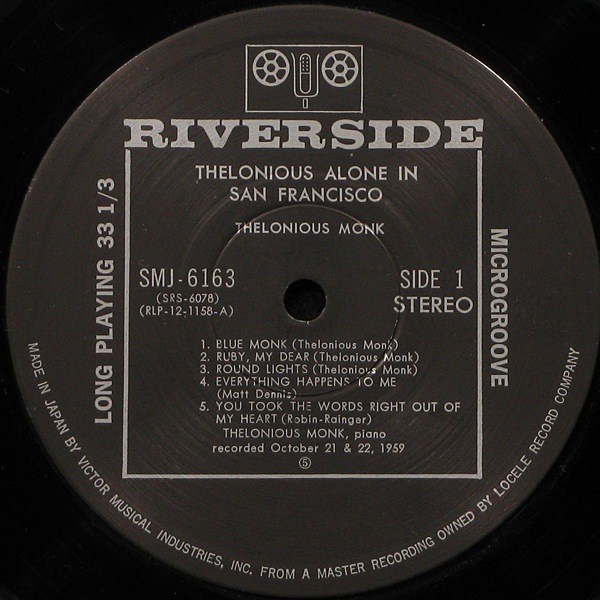 RIVERSIDE
THELONIOUS ALONE IN
SAN FRANCISCO
THELONIOUS MONK
LONG PLAYING 33 1/3
MICROGROOVE
SMJ-6163
(SRS-6078)
(RLP-12-1158-A)
SIDE 1
STEREO
1. BLUE MONK (Thelonious Monk)
2. RUBY, MY DEAR (Thelonious Monk)
3. ROUND LIGHTS (Thelonious Monk)
4. EVERYTHING HAPPENS TO ME
(Matt Dennis)
5. YOU TOOK THE WORDS RIGHT OUT OF
MY HEART (Robin-Rainger)
THELONIOUS MONK, piano
recorded October 21 & 22, 1959
⑤
MADE IN JAPAN BY VICTOR MUSICAL INDUSTRIES, INC. FROM A MASTER RECORDING OWNED BY LOCELE RECORD COMPANY